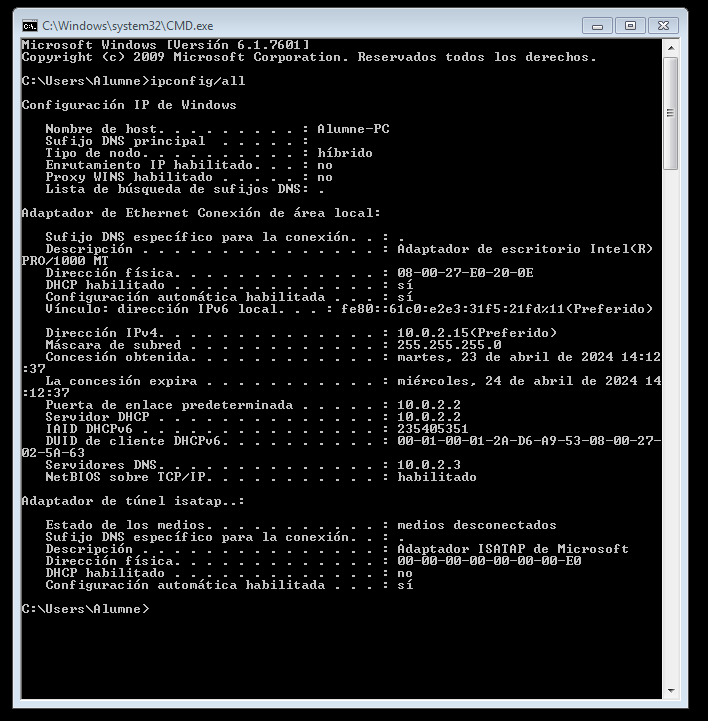 C:\Windows\system32\CMD.exe
Microsoft Windows [Versión 6.1.7601]
Copyright (c) 2009 Microsoft Corporation. Reservados todos los derechos.
C:\Users\Alumne>ipconfig/all
Configuración IP de Windows
Nombre de host. . . . . . . . . : Alumne-PC
Sufijo DNS principal  . . . . . :
Tipo de nodo. . . . . . . . . . : híbrido
Enrutamiento IP habilitado. . . : no
Proxy WINS habilitado . . . . . : no
Lista de búsqueda de sufijos DNS: .
Adaptador de Ethernet Conexión de área local:
Sufijo DNS específico para la conexión. . : .
Descripción . . . . . . . . . . . . . . . : Adaptador de escritorio Intel(R)
PRO/1000 MT
Dirección física. . . . . . . . . . . . . : 08-00-27-E0-20-0E
DHCP habilitado . . . . . . . . . . . . . : sí
Configuración automática habilitada . . . : sí
Vínculo: dirección IPv6 local. . . : fe80::61c0:e2e3:31f5:21fd%11(Preferido)
Dirección IPv4. . . . . . . . . . . . . . : 10.0.2.15(Preferido)
Máscara de subred . . . . . . . . . . . . : 255.255.255.0
Concesión obtenida. . . . . . . . . . . . : martes, 23 de abril de 2024 14:12
:37
La concesión expira . . . . . . . . . . . : miércoles, 24 de abril de 2024 14
:12:37
Puerta de enlace predeterminada . . . . . : 10.0.2.2
Servidor DHCP . . . . . . . . . . . . . . : 10.0.2.2
IAID DHCPv6 . . . . . . . . . . . . . . . : 235405351
DUID de cliente DHCPv6. . . . . . . . . . : 00-01-00-01-2A-D6-A9-53-08-00-27-
02-5A-63
Servidores DNS. . . . . . . . . . . . . . : 10.0.2.3
NetBIOS sobre TCP/IP. . . . . . . . . . . : habilitado
Adaptador de túnel isatap..:
Estado de los medios. . . . . . . . . . . : medios desconectados
Sufijo DNS específico para la conexión. . : .
Descripción . . . . . . . . . . . . . . . : Adaptador ISATAP de Microsoft
Dirección física. . . . . . . . . . . . . : 00-00-00-00-00-00-00-E0
DHCP habilitado . . . . . . . . . . . . . : no
Configuración automática habilitada . . . : sí
C:\Users\Alumne>